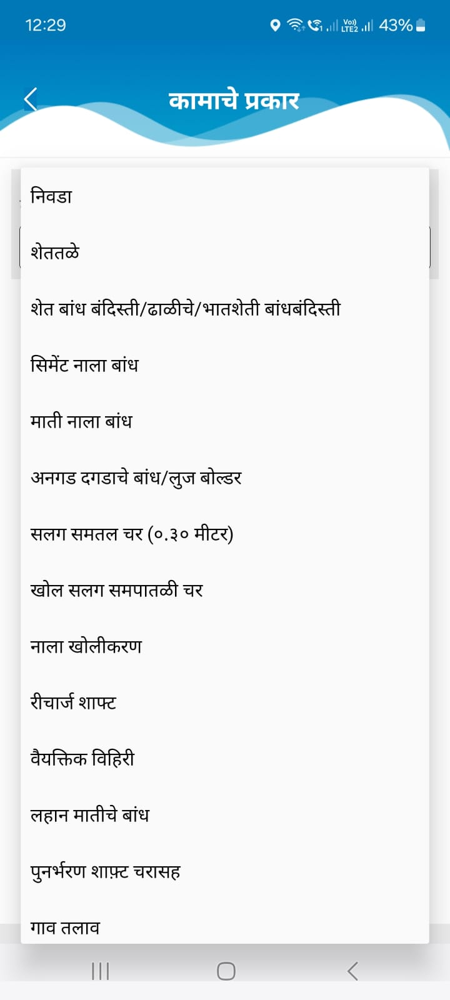 12:29
Vo)) LTE2 43%
कामाचे प्रकार
निवडा
शेततळे
शेत बांध बंदिस्ती/ढाळीचे/भातशेती बांधबंदिस्ती
सिमेंट नाला बांध
माती नाला बांध
अनगड दगडाचे बांध/लुज बोल्डर
सलग समतल चर (०.३० मीटर)
खोल सलग समपातळी चर
नाला खोलीकरण
रीचार्ज शाफ्ट
वैयक्तिक विहिरी
लहान मातीचे बांध
पुनर्भरण शाफ़्ट चरासह
गाव तलाव